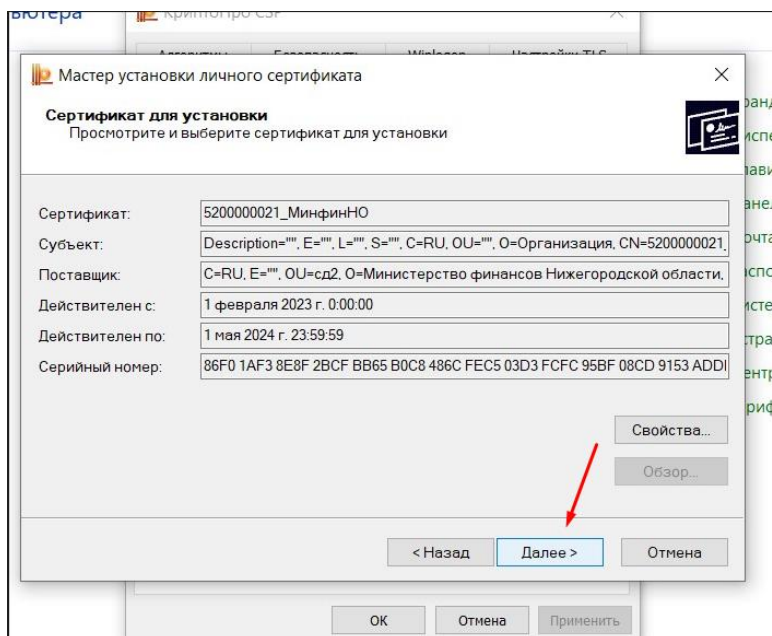 КриптоПро CSP
Мастер установки личного сертификата
Сертификат для установки
Просмотрите и выберите сертификат для установки
Сертификат: 5200000021_МинфинНО
Субъект: Description="", E="", L="", S="", C=RU, OU="", O=Организация, CN=5200000021_
Поставщик: C=RU, E="", OU=сд2, O=Министерство финансов Нижегородской области,
Действителен с: 1 февраля 2023 г. 0:00:00
Действителен по: 1 мая 2024 г. 23:59:59
Серийный номер: 86F0 1AF3 8E8F 2BCF BB65 B0C8 486C FEC5 03D3 FCFC 95BF 08CD 9153
Свойства...
Обзор...
< Назад
Далее >
Отмена
ОК
Отмена
Применить